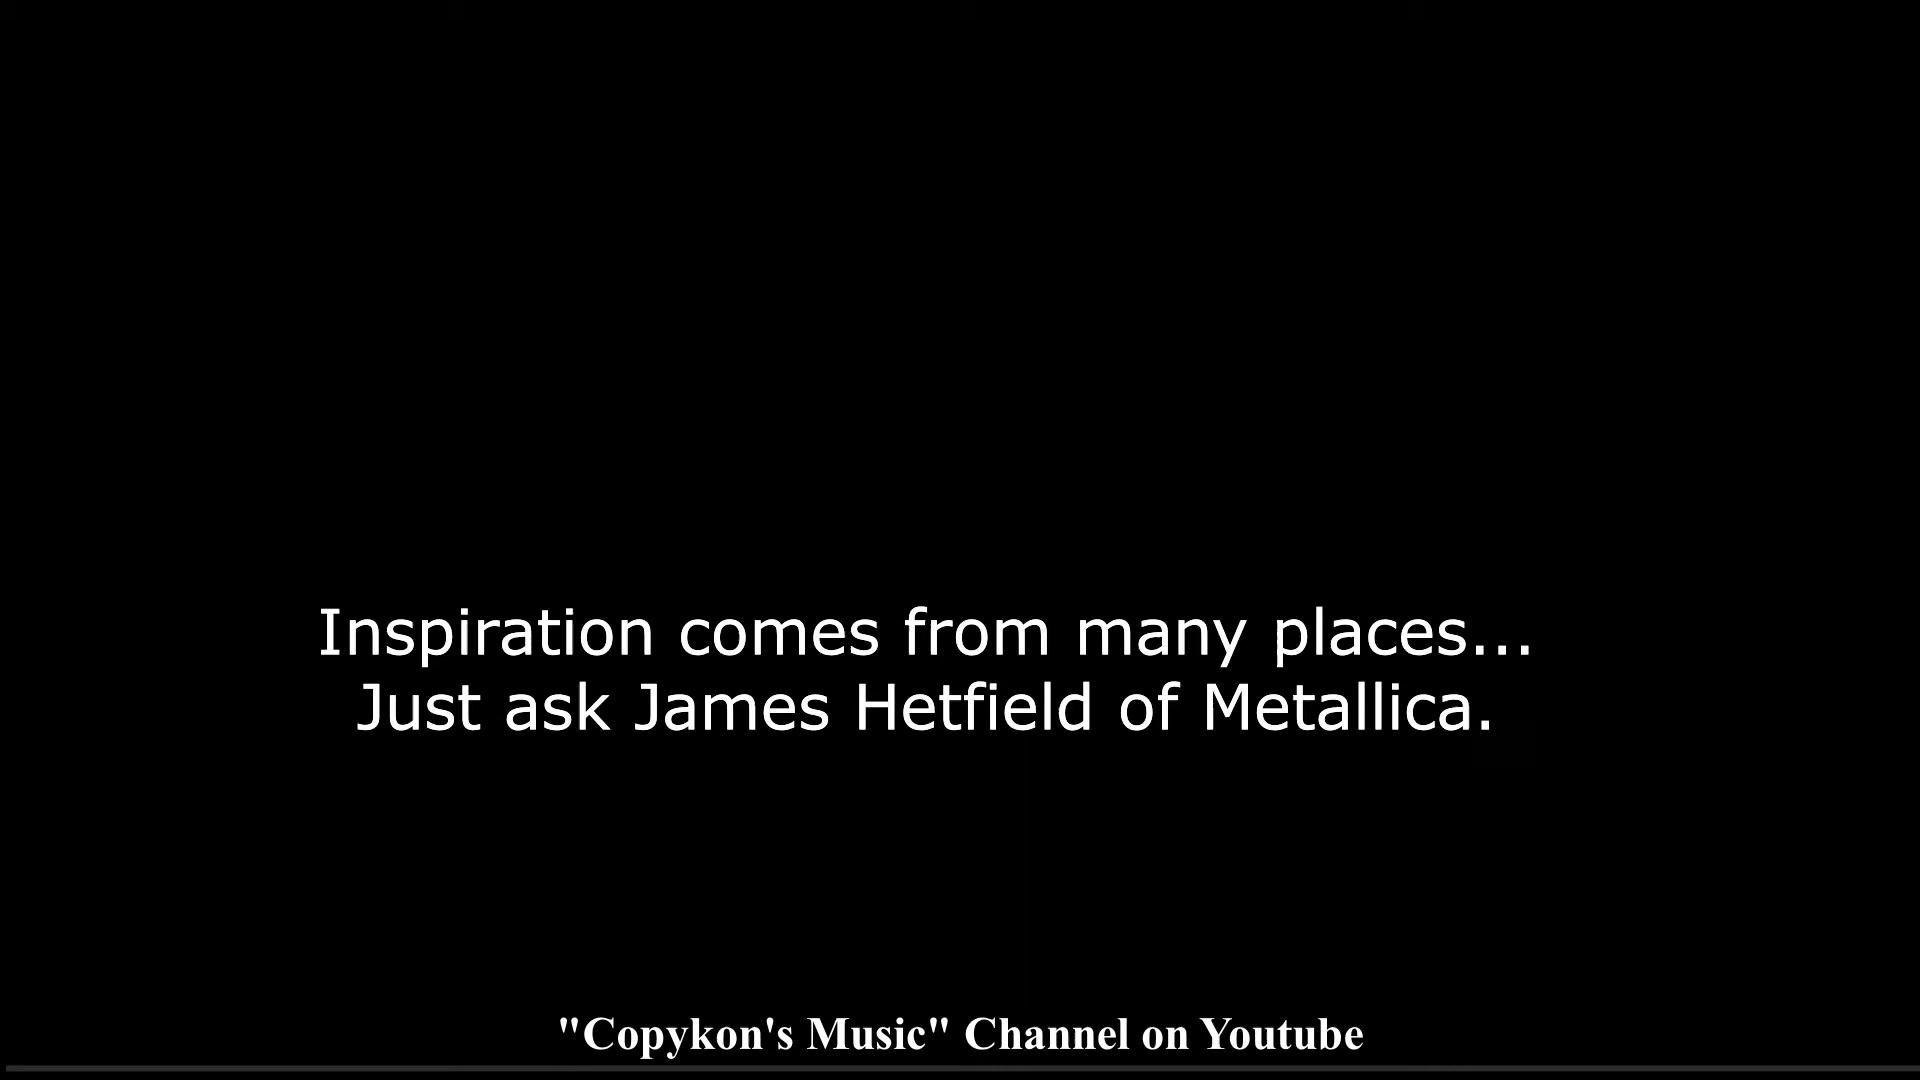 Inspiration comes from many places...
Just ask James Hetfield of Metallica.
"Copykon's Music" Channel on Youtube